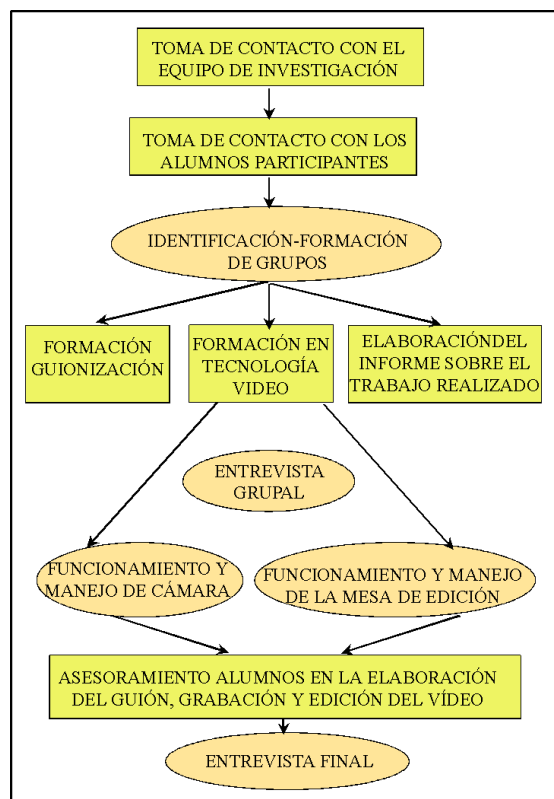 TOMA DE CONTACTO CON EL
EQUIPO DE INVESTIGACIÓN
TOMA DE CONTACTO CON LOS
ALUMNOS PARTICIPANTES
IDENTIFICACIÓN-FORMACIÓN
DE GRUPOS
FORMACIÓN
GUIONIZACIÓN
FORMACIÓN EN
TECNOLOGÍA
VIDEO
ELABORACIÓNDEL
INFORME SOBRE EL
TRABAJO REALIZADO
ENTREVISTA
GRUPAL
FUNCIONAMIENTO Y
MANEJO DE CÁMARA
FUNCIONAMIENTO Y MANEJO
DE LA MESA DE EDICIÓN
ASESORAMIENTO ALUMNOS EN LA ELABORACIÓN
DEL GUIÓN, GRABACIÓN Y EDICIÓN DEL VÍDEO
ENTREVISTA FINAL